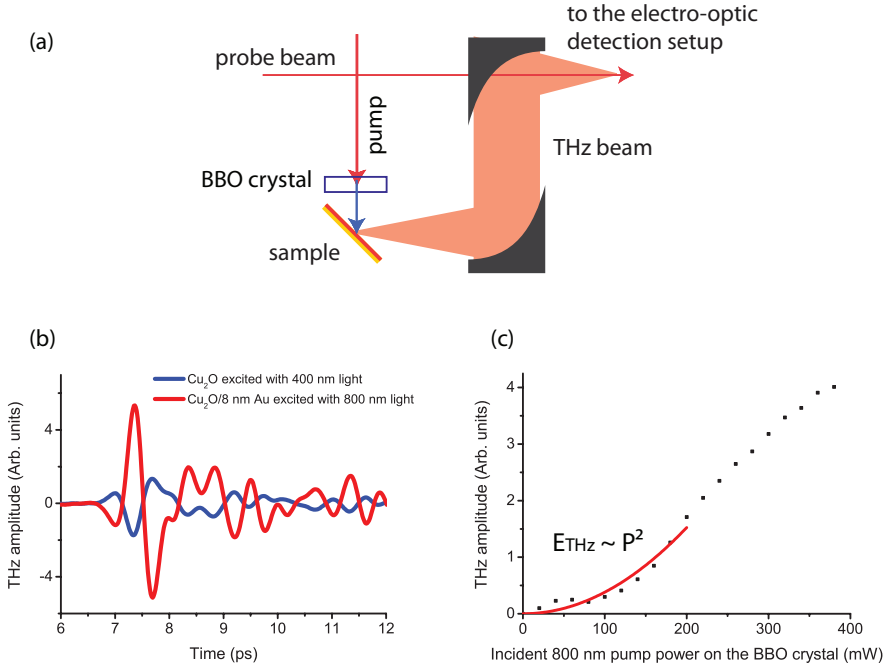 (a)
to the electro-optic
detection setup
probe beam
pump
THz beam
BBO crystal
sample
(b)
Cu₂O excited with 400 nm light
Cu₂O/8 nm Au excited with 800 nm light
THz amplitude (Arb. units)
4
0
-4
6 7 8 9 10 11 12
Time (ps)
(c)
THz amplitude (Arb. units)
4
3
2
1
0
ETHz ~ P²
0 100 200 300 400
Incident 800 nm pump power on the BBO crystal (mW)